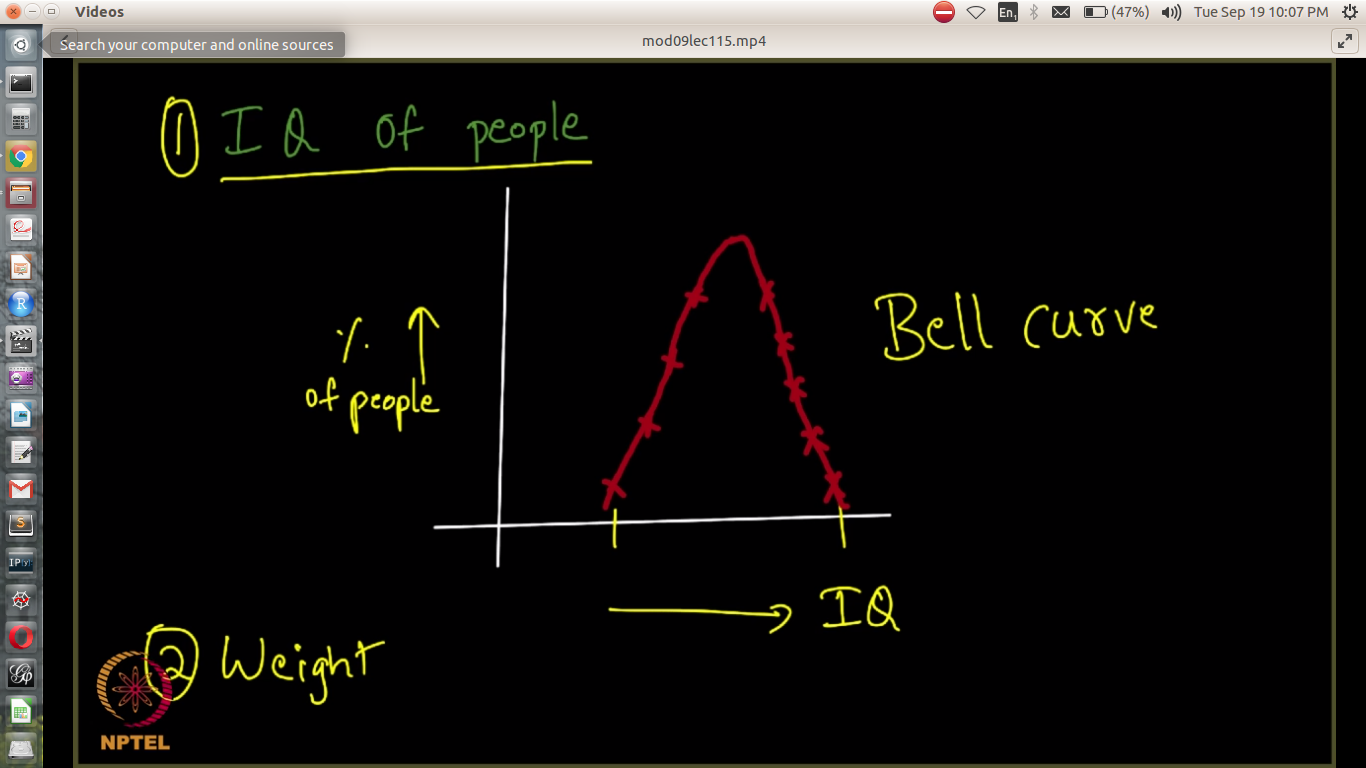 Videos
En1
(47%)
Tue Sep 19 10:07 PM
Search your computer and online sources
mod09lec115.mp4
① IQ of people
%
of people
Bell curve
IQ
② Weight
NPTEL